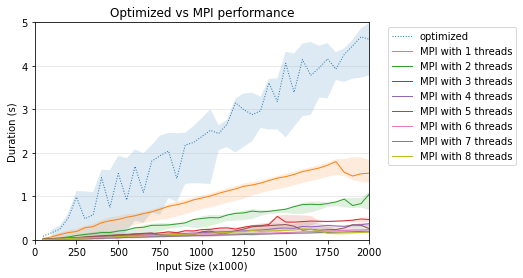 Optimized vs MPI performance
5
4
3
2
1
0
Duration (s)
0
250
500
750
1000
1250
1500
1750
2000
Input Size (x1000)
optimized
MPI with 1 threads
MPI with 2 threads
MPI with 3 threads
MPI with 4 threads
MPI with 5 threads
MPI with 6 threads
MPI with 7 threads
MPI with 8 threads